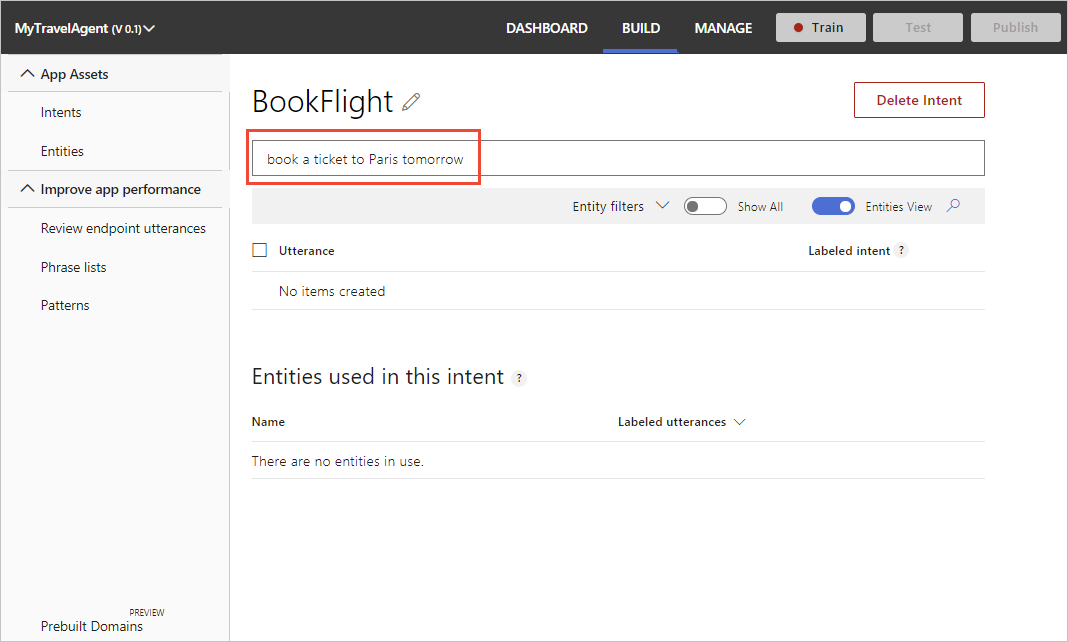 MyTravelAgent (V 0.1) DASHBOARD BUILD MANAGE Train Test Publish
App Assets
Intents
Entities
Improve app performance
Review endpoint utterances
Phrase lists
Patterns
PREVIEW
Prebuilt Domains
BookFlight Delete Intent
book a ticket to Paris tomorrow
Entity filters Show All Entities View
Utterance Labeled intent ?
No items created
Entities used in this intent ?
Name Labeled utterances
There are no entities in use.